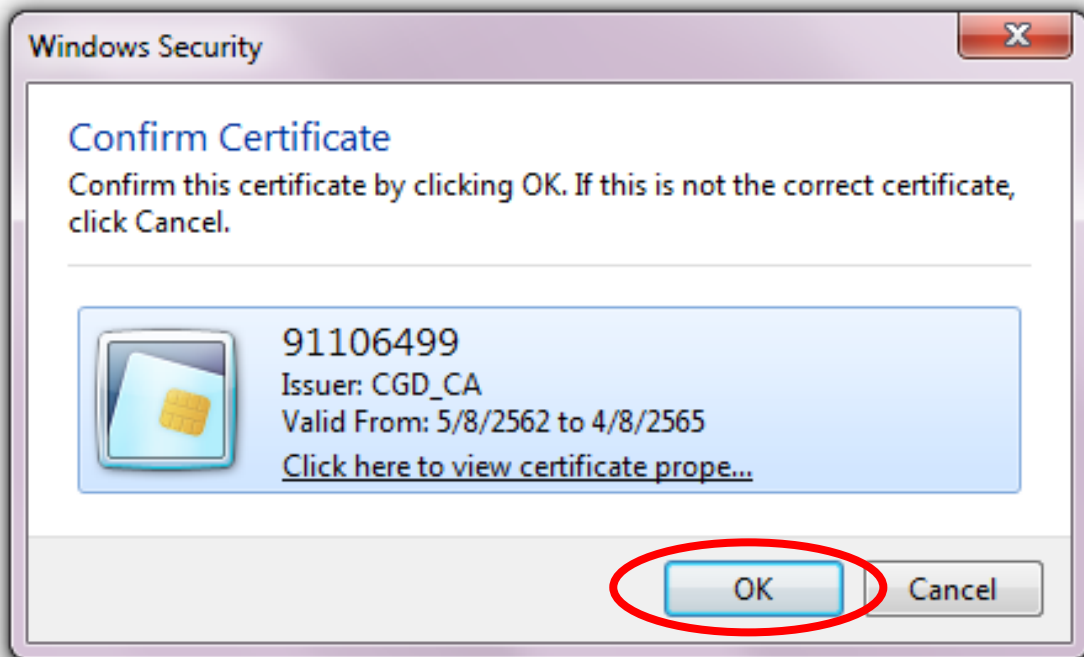 Windows Security
Confirm Certificate
Confirm this certificate by clicking OK. If this is not the correct certificate,
click Cancel.
91106499
Issuer: CGD_CA
Valid From: 5/8/2562 to 4/8/2565
Click here to view certificate prope...
OK
Cancel